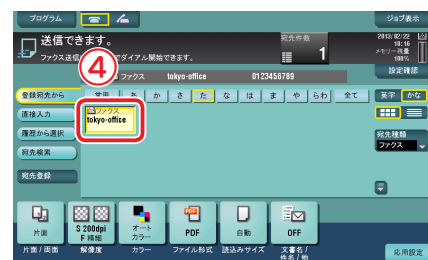 プログラム
ジョブ表示
送信できます。
宛先件数
1
2013/02/22
18:16
メモリー残量
100%
でダイアル開始できます。
設定確認
4
ファクス tokyo-office 0123456789
登録宛先から
常用 あ か さ た な は ま や らわ 全て
英字 かな
直接入力
ファクス
tokyo-office
履歴から選択
宛先種類
ファクス
宛先検索
宛先登録
片面
S 200dpi
F 精細
オート
カラー
PDF
自動
OFF
片面/両面
解像度
カラー
ファイル形式
読込みサイズ
文書名/
件名/他
応用設定